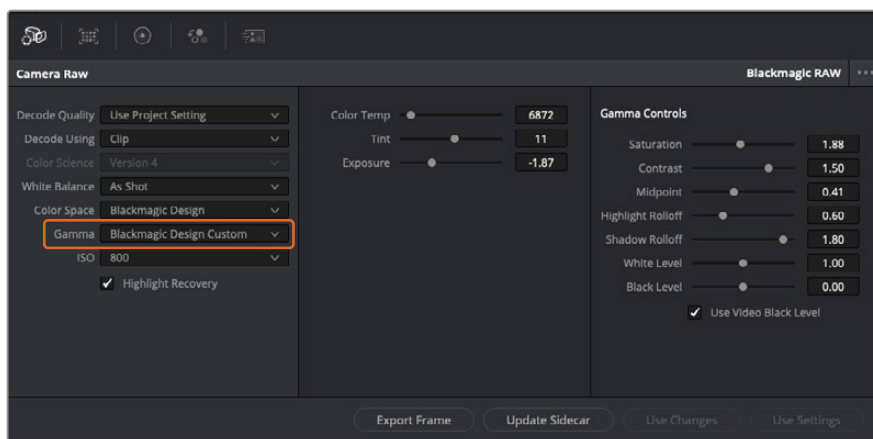 Camera Raw
Blackmagic RAW
Decode Quality Use Project Setting
Decode Using Clip
Color Science Version 4
White Balance As Shot
Color Space Blackmagic Design
Gamma Blackmagic Design Custom
ISO 800
Highlight Recovery
Color Temp 6872
Tint 11
Exposure -1.87
Gamma Controls
Saturation 1.88
Contrast 1.50
Midpoint 0.41
Highlight Rolloff 0.60
Shadow Rolloff 1.80
White Level 1.00
Black Level 0.00
Use Video Black Level
Export Frame
Update Sidecar
Use Changes
Use Settings